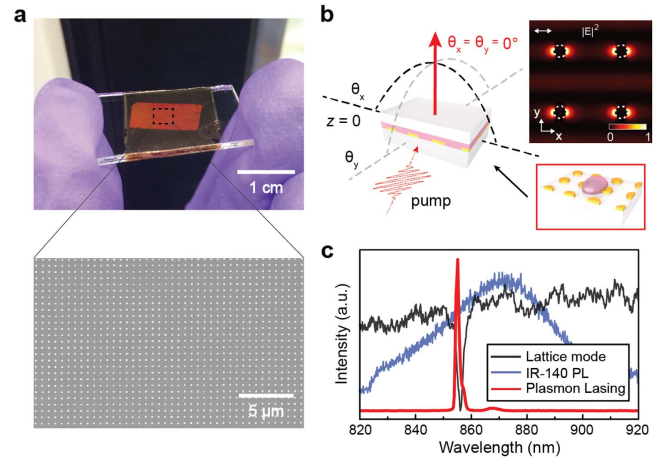 a
1 cm
5 μm
b
θx = θy = 0°
θx
z = 0
θy
pump
|E|²
y
x
0 1
c
Intensity (a.u.)
Lattice mode
IR-140 PL
Plasmon Lasing
820 840 860 880 900 920
Wavelength (nm)